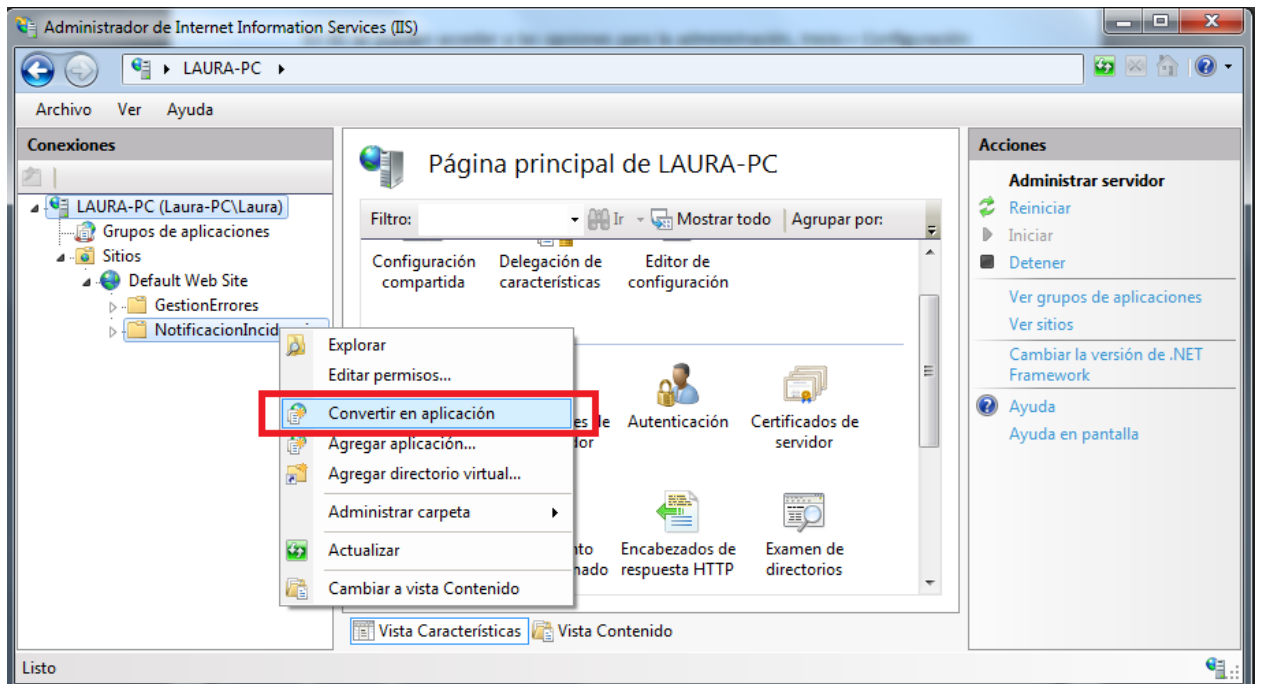 Administrador de Internet Information Services (IIS)
LAURA-PC
Archivo Ver Ayuda
Conexiones
LAURA-PC (Laura-PC\Laura)
Grupos de aplicaciones
Sitios
Default Web Site
GestionErrores
NotificacionIncid
Explorar
Editar permisos...
Convertir en aplicación
Agregar aplicación...
Agregar directorio virtual...
Administrar carpeta
Actualizar
Cambiar a vista Contenido
Página principal de LAURA-PC
Filtro: Ir Mostrar todo Agrupar por:
Configuración compartida
Delegación de características
Editor de configuración
es de
dor
Autenticación
Certificados de servidor
nto
nado
Encabezados de respuesta HTTP
Examen de directorios
Vista Características Vista Contenido
Acciones
Administrar servidor
Reiniciar
Iniciar
Detener
Ver grupos de aplicaciones
Ver sitios
Cambiar la versión de .NET
Framework
Ayuda
Ayuda en pantalla
Listo